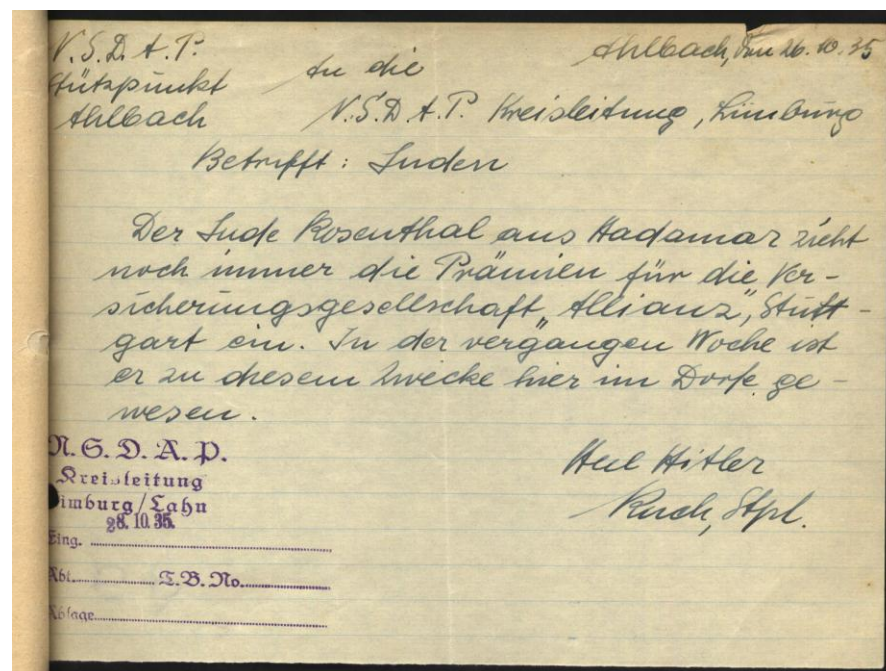 N.S.D.A.P.
Stützpunkt
Ahlbach
Ahlbach, den 26.10.35
An die
N.S.D.A.P. Kreisleitung, Limburg
Betrifft: Juden
Der Jude Rosenthal aus Hadamar zieht
noch immer die Prämien für die Ver-
sicherungsgesellschaft „Allianz“, Stutt-
gart ein. In der vergangen Woche ist
er zu diesem Zwecke hier im Dorfe ge-
wesen.
Heil Hitler
Stpl.
N.S.D.A.P.
Kreisleitung
Limburg/Lahn
28.10.35.
Eing.
Abt. T.B.No.
Ablage